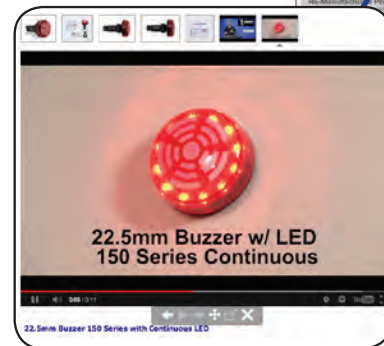 22.5mm Buzzer w/ LED
150 Series Continuous
22.5mm Buzzer 150 Series with Continuous LED